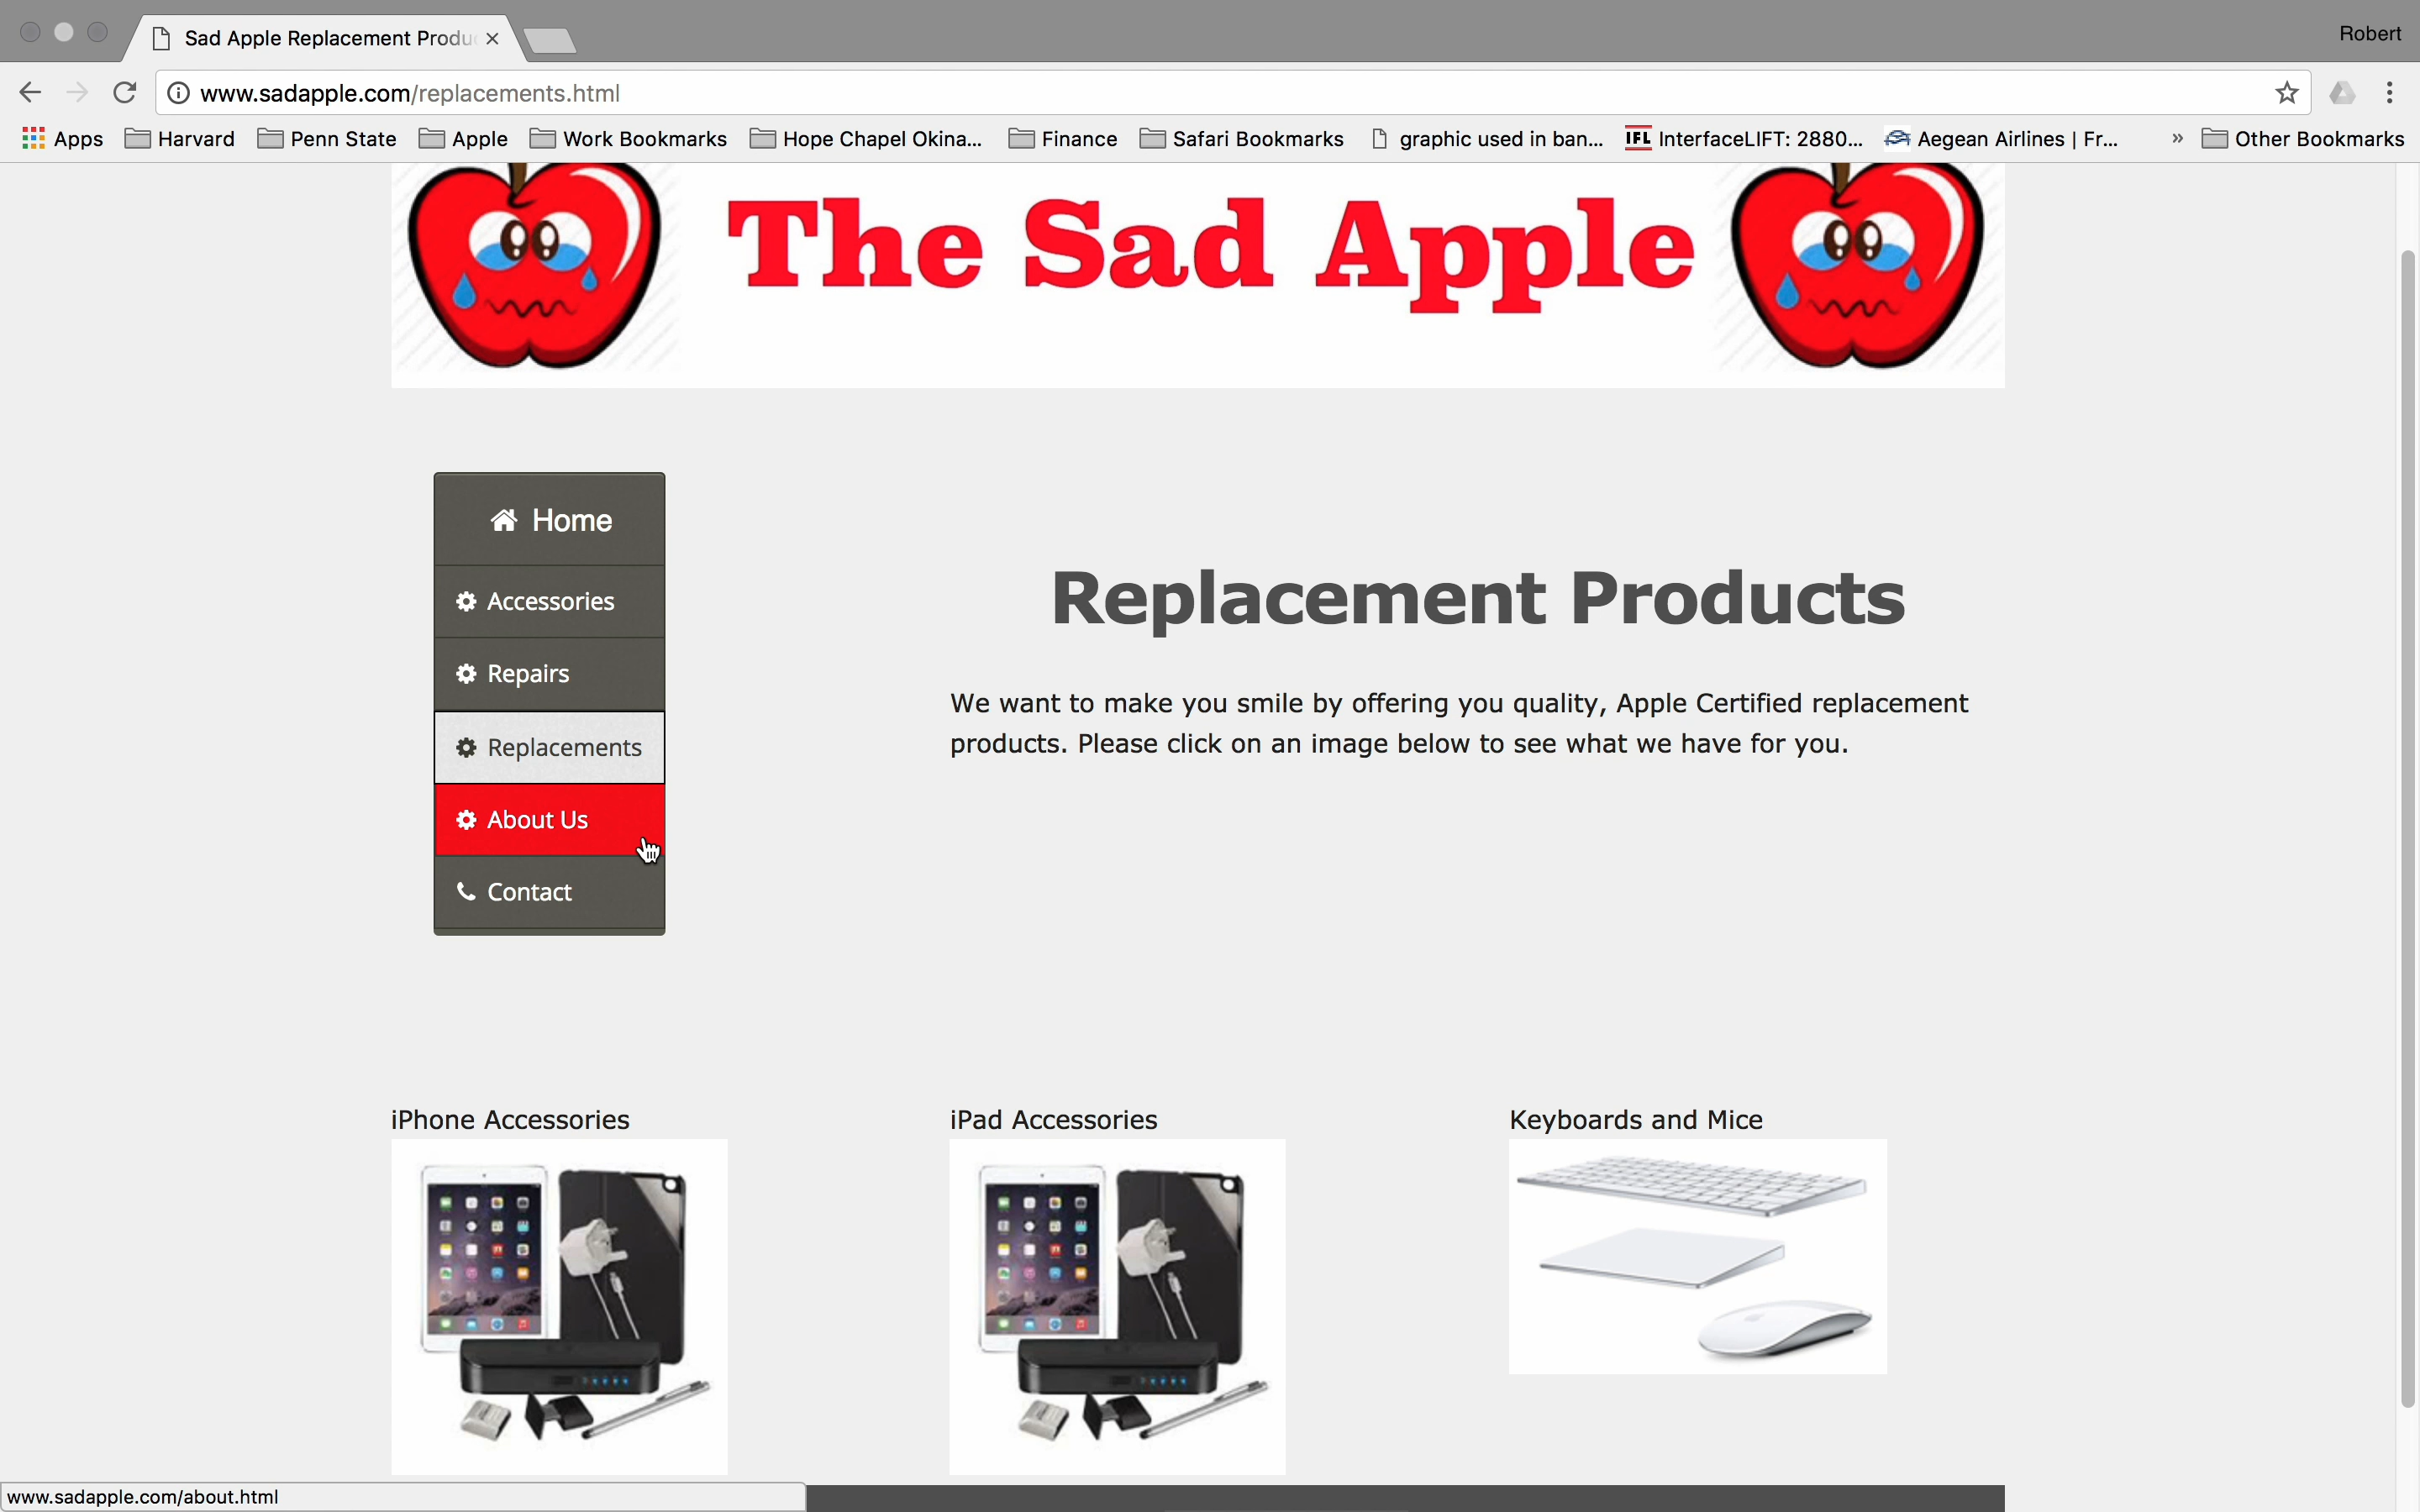 Sad Apple Replacement Produ
Robert
www.sadapple.com/replacements.html
Apps Harvard Penn State Apple Work Bookmarks Hope Chapel Okina... Finance Safari Bookmarks graphic used in ban... IFL InterfaceLIFT: 2880... Aegean Airlines | Fr... » Other Bookmarks
The Sad Apple
Home
Accessories
Repairs
Replacements
About Us
Contact
Replacement Products
We want to make you smile by offering you quality, Apple Certified replacement
products. Please click on an image below to see what we have for you.
iPhone Accessories
iPad Accessories
Keyboards and Mice
www.sadapple.com/about.html